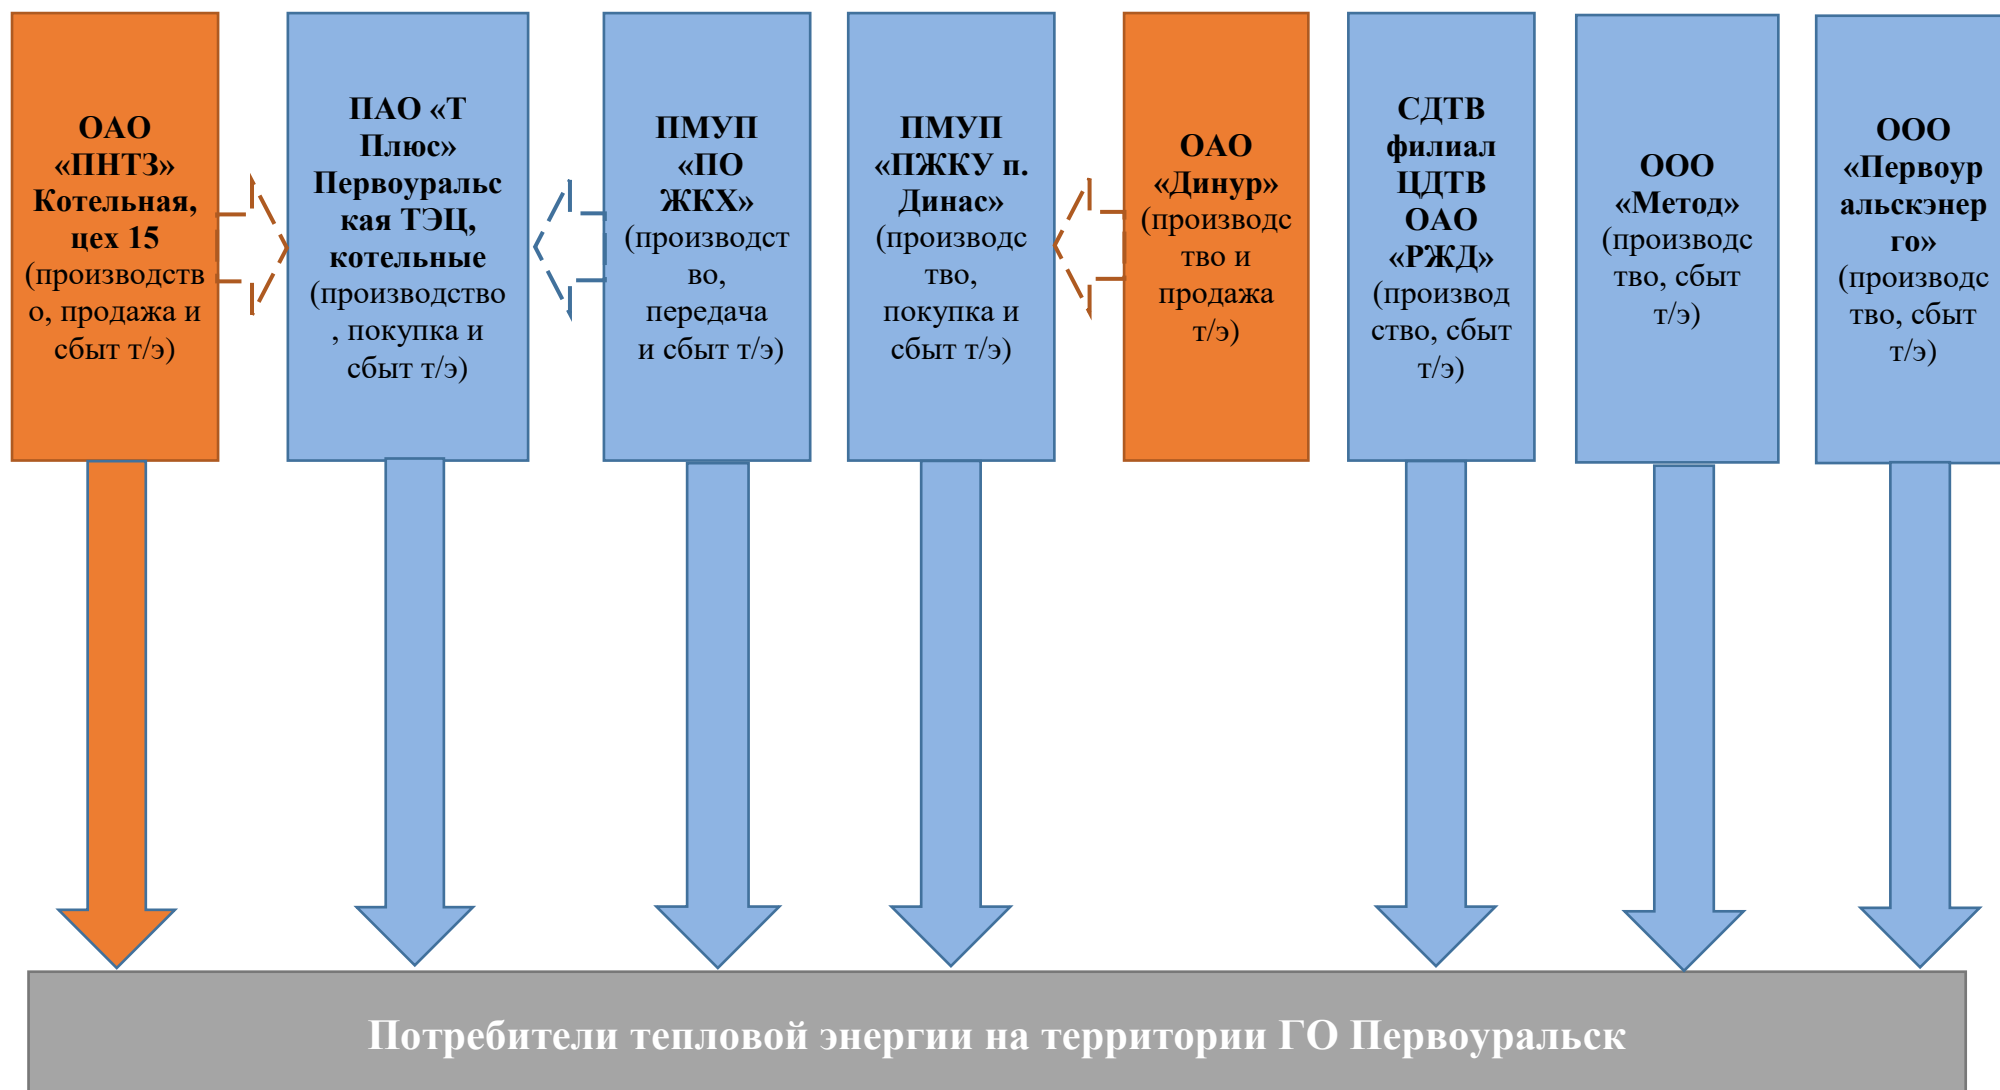 ОАО
«ПНТЗ»
Котельная,
цех 15
(производств
о, продажа и
сбыт т/э)
ПАО «Т
Плюс»
Первоуральс
кая ТЭЦ,
котельные
(производство
, покупка и
сбыт т/э)
ПМУП
«ПО
ЖКХ»
(производст
во,
передача
и сбыт т/э)
ПМУП
«ПЖКУ п.
Динас»
(производс
тво,
покупка и
сбыт т/э)
ОАО
«Динур»
(производс
тво и
продажа
т/э)
СДТВ
филиал
ЦДТВ
ОАО
«РЖД»
(производ
ство, сбыт
т/э)
ООО
«Метод»
(производс
тво, сбыт
т/э)
ООО
«Первоур
альскэнер
го»
(производс
тво, сбыт
т/э)
Потребители тепловой энергии на территории ГО Первоуральск